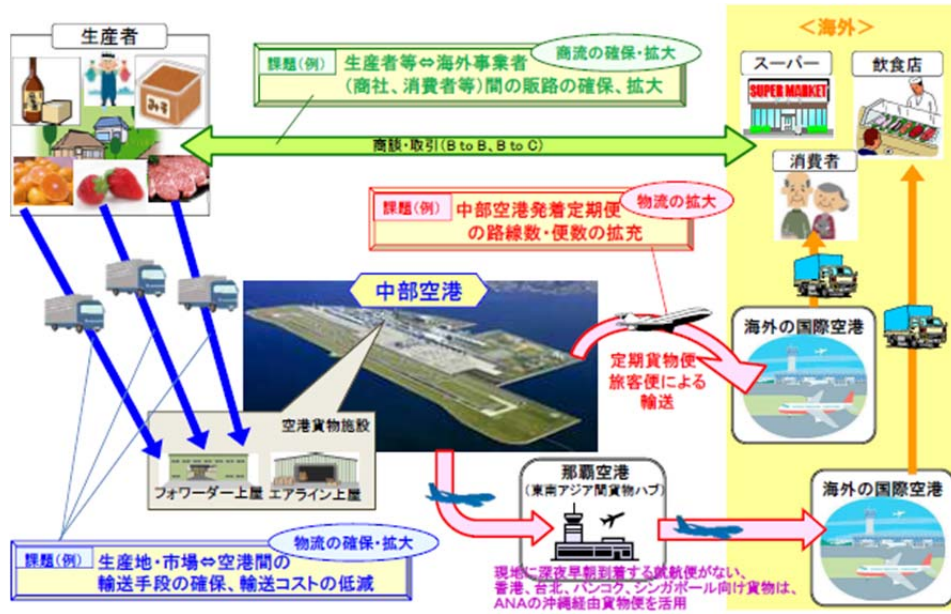 生産者
みそ
課題(例)
生産者等⇔海外事業者
(商社、消費者等)間の販路の確保、拡大
商流の確保・拡大
商談・取引(B to B、B to C)
<海外>
スーパー
SUPER MARKET
飲食店
消費者
課題(例)
中部空港発着定期便
の路線数・便数の拡充
物流の拡大
中部空港
定期貨物便
旅客便による
輸送
海外の国際空港
空港貨物施設
フォワーダー上屋
エアライン上屋
那覇空港
(東南アジア間貨物ハブ)
海外の国際空港
課題(例)
生産地・市場⇔空港間の
輸送手段の確保、輸送コストの低減
物流の確保・拡大
現地に深夜早朝到着する就航便がない、
香港、台北、バンコク、シンガポール向け貨物は、
ANAの沖縄経由貨物便を活用